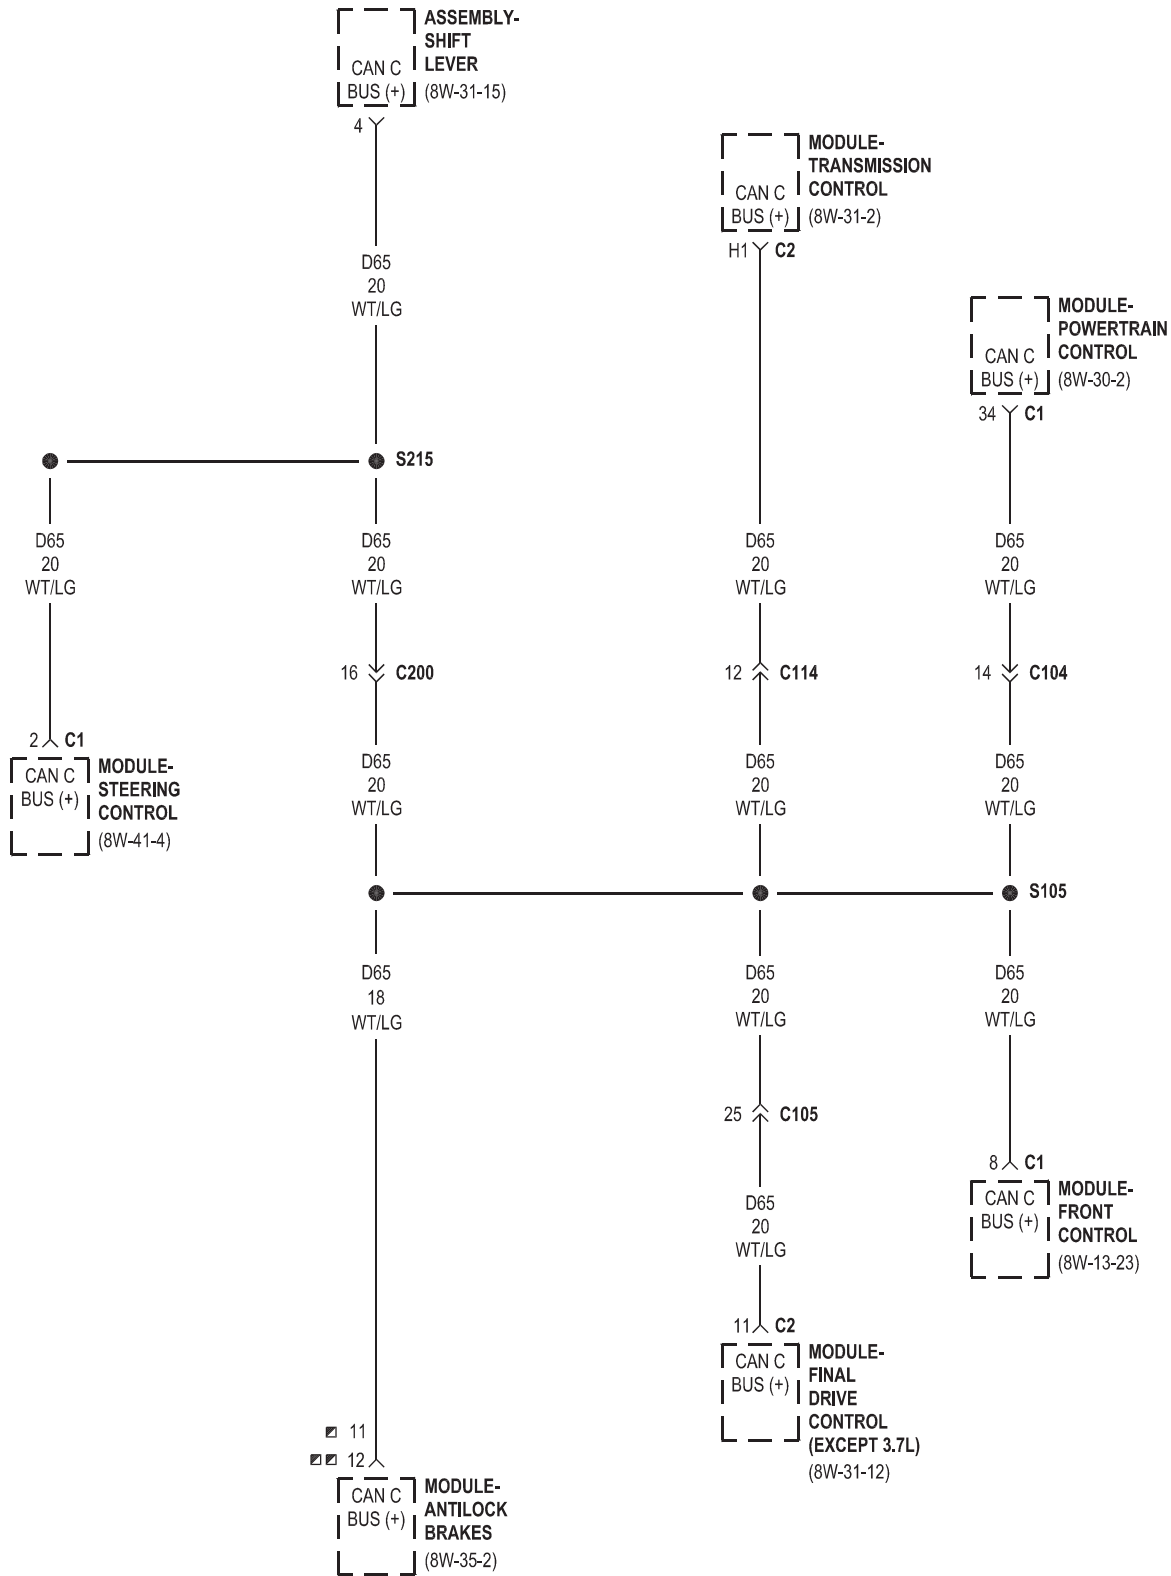 ASSEMBLY-
SHIFT
LEVER
(8W-31-15)
CAN C
BUS (+)
4
MODULE-
TRANSMISSION
CONTROL
(8W-31-2)
CAN C
BUS (+)
H1 C2
MODULE-
POWERTRAIN
CONTROL
(8W-30-2)
CAN C
BUS (+)
34 C1
D65
20
WT/LG
S215
D65
20
WT/LG
D65
20
WT/LG
D65
20
WT/LG
D65
20
WT/LG
16 C200
12 C114
14 C104
2 C1
CAN C
BUS (+)
MODULE-
STEERING
CONTROL
(8W-41-4)
D65
20
WT/LG
D65
20
WT/LG
D65
20
WT/LG
S105
D65
18
WT/LG
D65
20
WT/LG
D65
20
WT/LG
25 C105
8 C1
CAN C
BUS (+)
MODULE-
FRONT
CONTROL
(8W-13-23)
D65
20
WT/LG
11 C2
CAN C
BUS (+)
MODULE-
FINAL
DRIVE
CONTROL
(EXCEPT 3.7L)
(8W-31-12)
11
12
CAN C
BUS (+)
MODULE-
ANTILOCK
BRAKES
(8W-35-2)